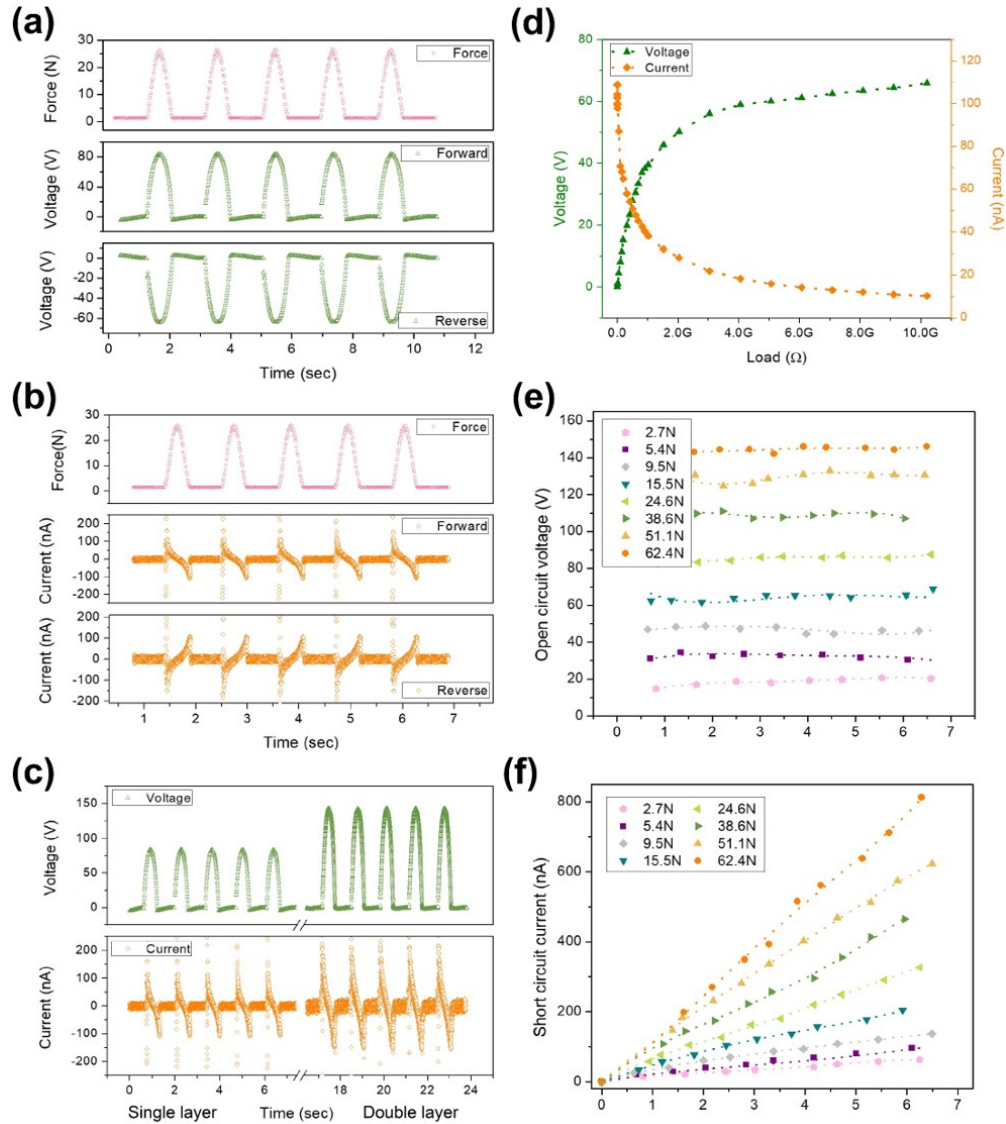 (a)
30
20
10
0
Force (N)
Force
80
40
0
Voltage (V)
Forward
0
-20
-40
-60
Voltage (V)
Reverse
0 2 4 6 8 10 12
Time (sec)
(b)
30
20
10
0
Force(N)
Force
200
100
0
-100
Current (nA)
Forward
200
100
0
-100
-200
Current (nA)
Reverse
1 2 3 4 5 6 7
Time (sec)
(c)
150
100
50
0
Voltage (V)
Voltage
200
100
0
-100
-200
Current (nA)
Current
0 2 4 6 18 20 22 24
Single layer Time (sec) Double layer
(d)
80
60
40
20
0
Voltage (V)
Voltage
Current
120
100
80
60
40
20
0
Current (nA)
0.0 2.0G 4.0G 6.0G 8.0G 10.0G
Load (Ω)
(e)
160
140
120
100
80
60
40
20
0
Open circuit voltage (V)
2.7N
5.4N
9.5N
15.5N
24.6N
38.6N
51.1N
62.4N
0 1 2 3 4 5 6 7
(f)
800
600
400
200
0
Short circuit current (nA)
2.7N 24.6N
5.4N 38.6N
9.5N 51.1N
15.5N 62.4N
0 1 2 3 4 5 6 7